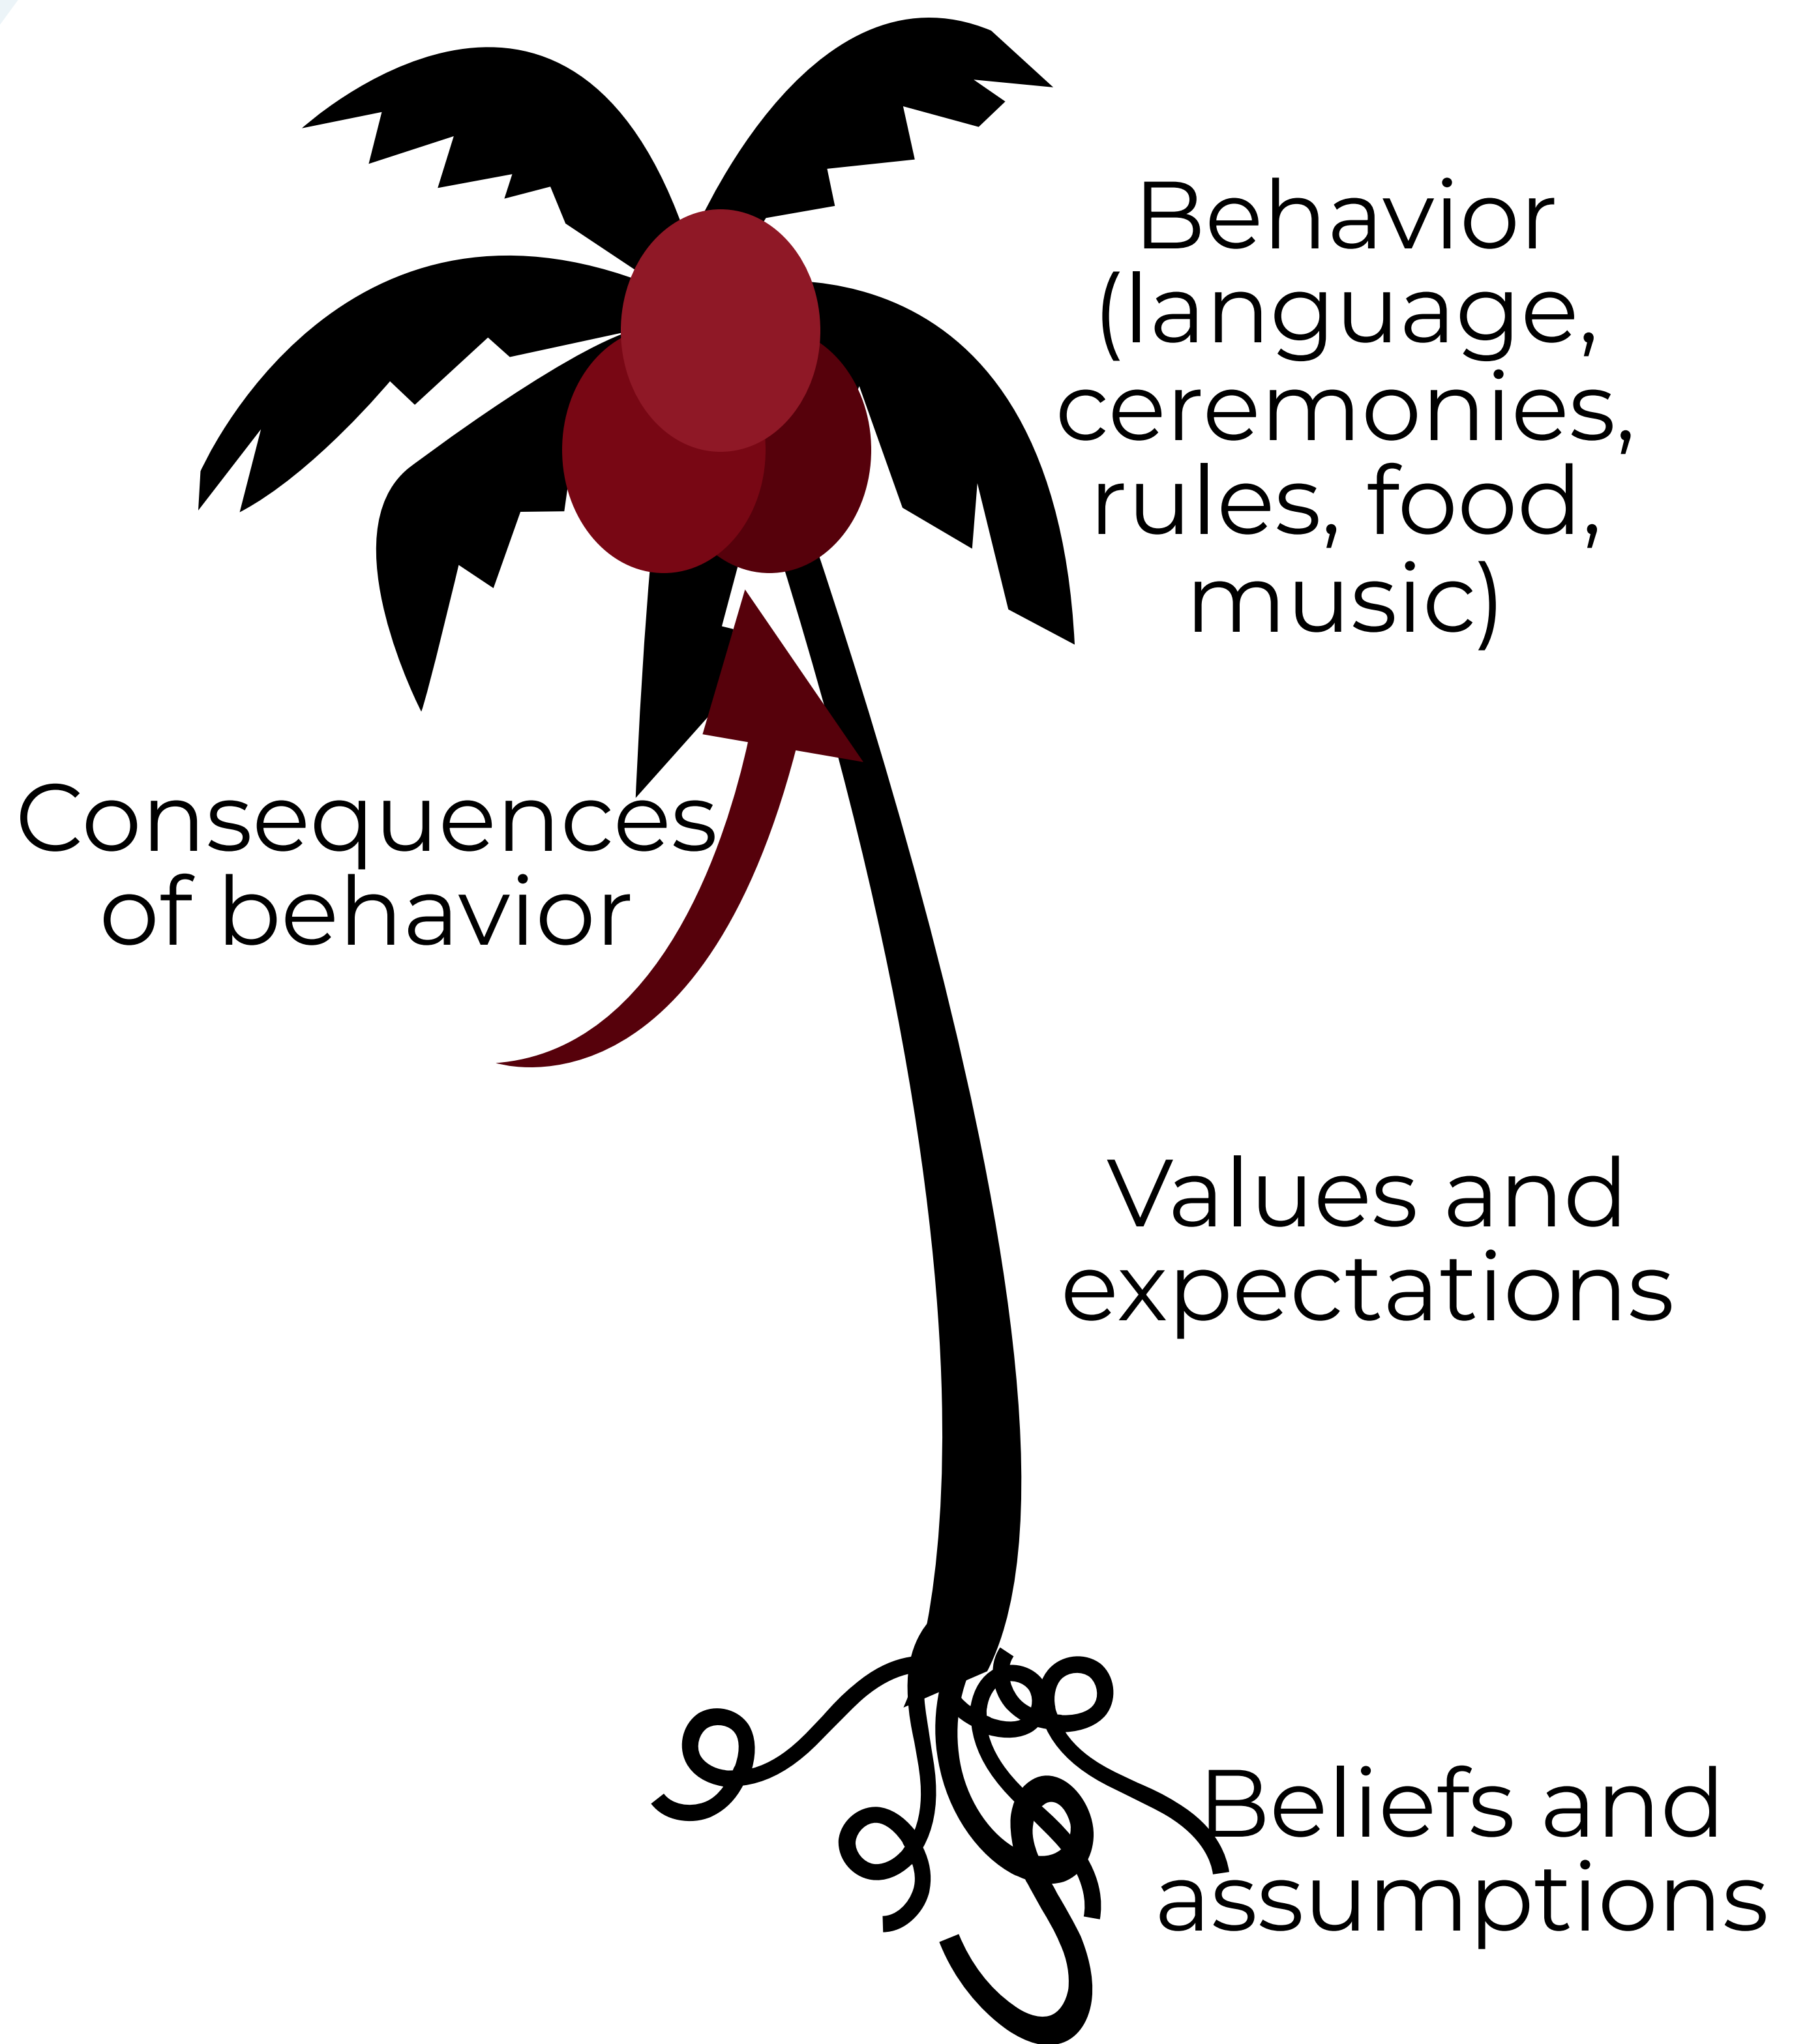 Behavior
(language,
ceremonies,
rules, food,
music)
Consequences
of behavior
Values and
expectations
Beliefs and
assumptions